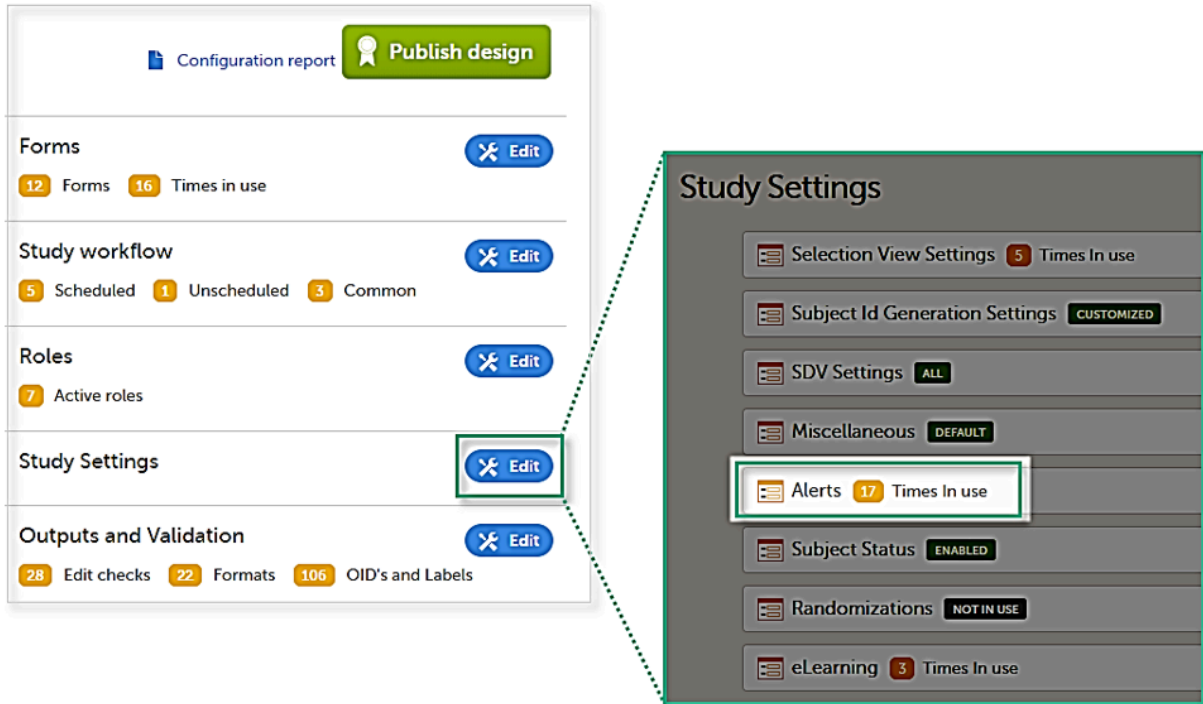 Configuration report
Publish design
Forms
Edit
12 Forms 16 Times in use
Study workflow
Edit
5 Scheduled 1 Unscheduled 3 Common
Roles
Edit
7 Active roles
Study Settings
Edit
Outputs and Validation
Edit
28 Edit checks 22 Formats 106 OID's and Labels
Study Settings
Selection View Settings 5 Times In use
Subject Id Generation Settings CUSTOMIZED
SDV Settings ALL
Miscellaneous DEFAULT
Alerts 17 Times In use
Subject Status ENABLED
Randomizations NOT IN USE
eLearning 3 Times In use